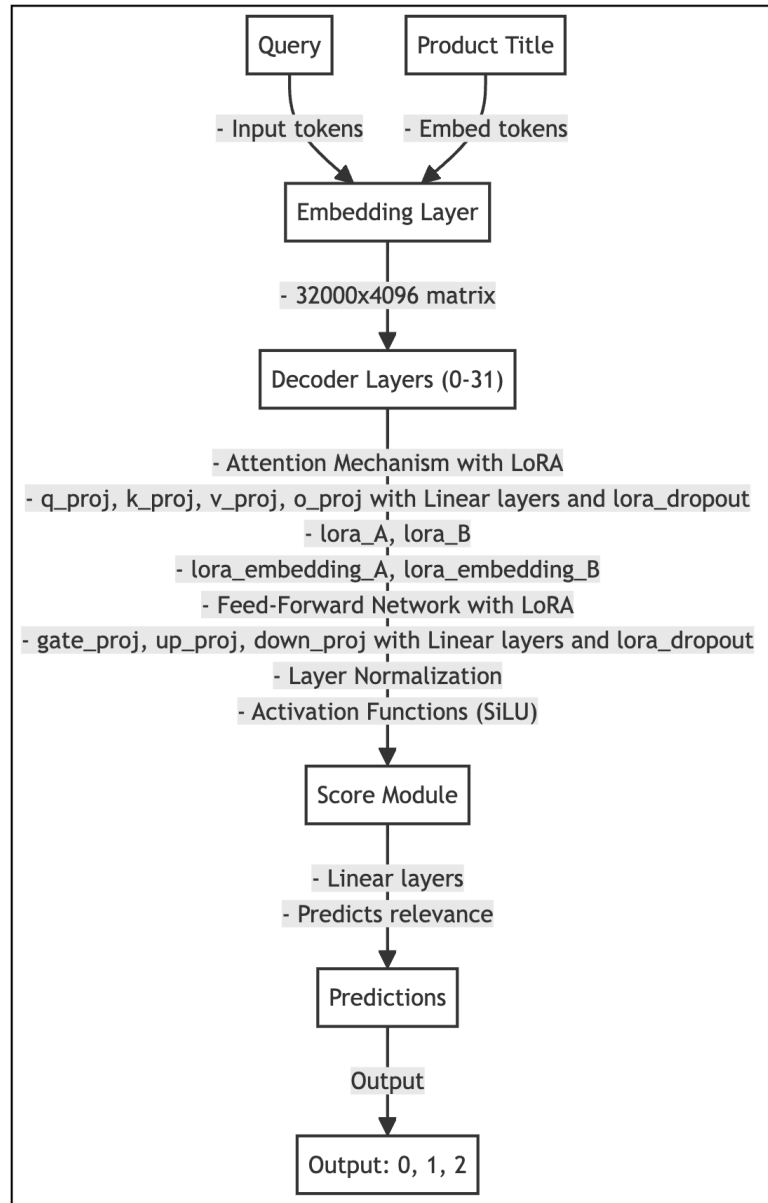 Query
Product Title
- Input tokens
- Embed tokens
Embedding Layer
- 32000x4096 matrix
Decoder Layers (0-31)
- Attention Mechanism with LoRA
- q_proj, k_proj, v_proj, o_proj with Linear layers and lora_dropout
- lora_A, lora_B
- lora_embedding_A, lora_embedding_B
- Feed-Forward Network with LoRA
- gate_proj, up_proj, down_proj with Linear layers and lora_dropout
- Layer Normalization
- Activation Functions (SiLU)
Score Module
- Linear layers
- Predicts relevance
Predictions
Output
Output: 0, 1, 2